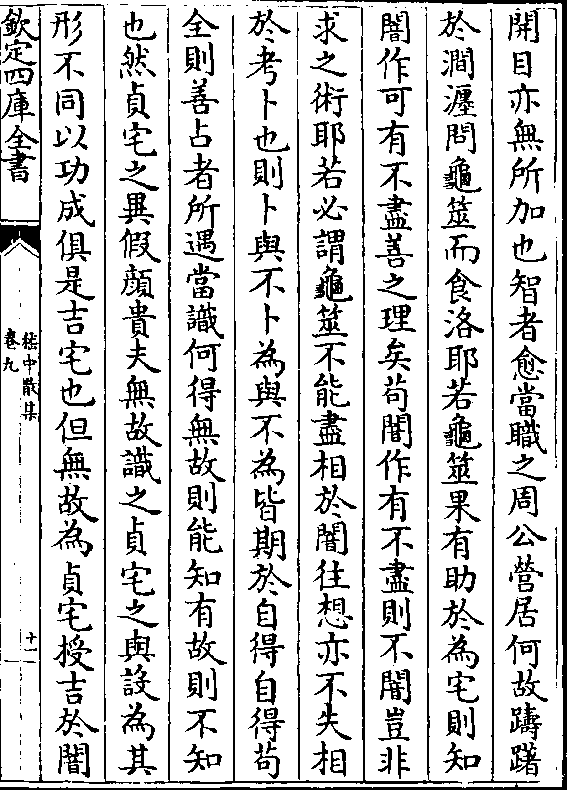 開目亦無所加也智者愈當職之周公營居何故躊躇
於澗瀍問龜筮而食洛耶若龜筮果有助於為宅則知
闇作可有不盡善之理矣苟闇作有不盡則不闇豈非
求之術耶若必謂龜筮不能盡相於闇往想亦不失相
於考卜也則卜與不卜為與不為皆期於自得自得苟
全則善占者所遇當識何得無故則能知有故則不知
也然貞宅之異假顔貴夫無故識之貞宅之與設為其
形不同以功成俱是吉宅也但無故為貞宅授吉於闇
欽定四庫全書
嵇中散集
卷九
十一